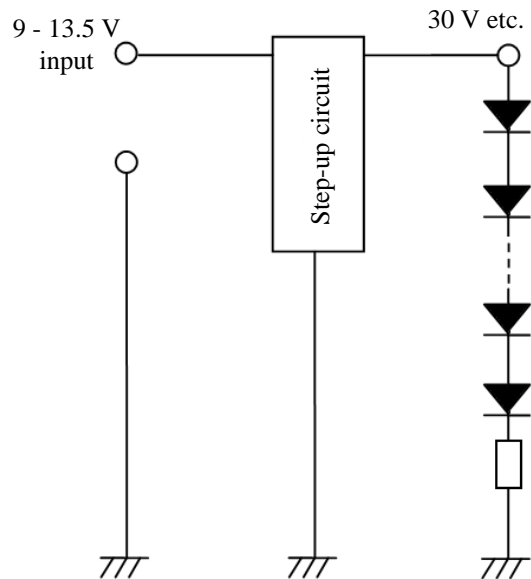 9 - 13.5 V
input
30 V etc.
Step-up circuit